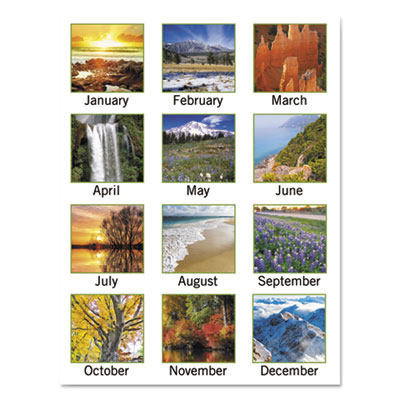 January
February
March
April
May
June
July
August
September
October
November
December